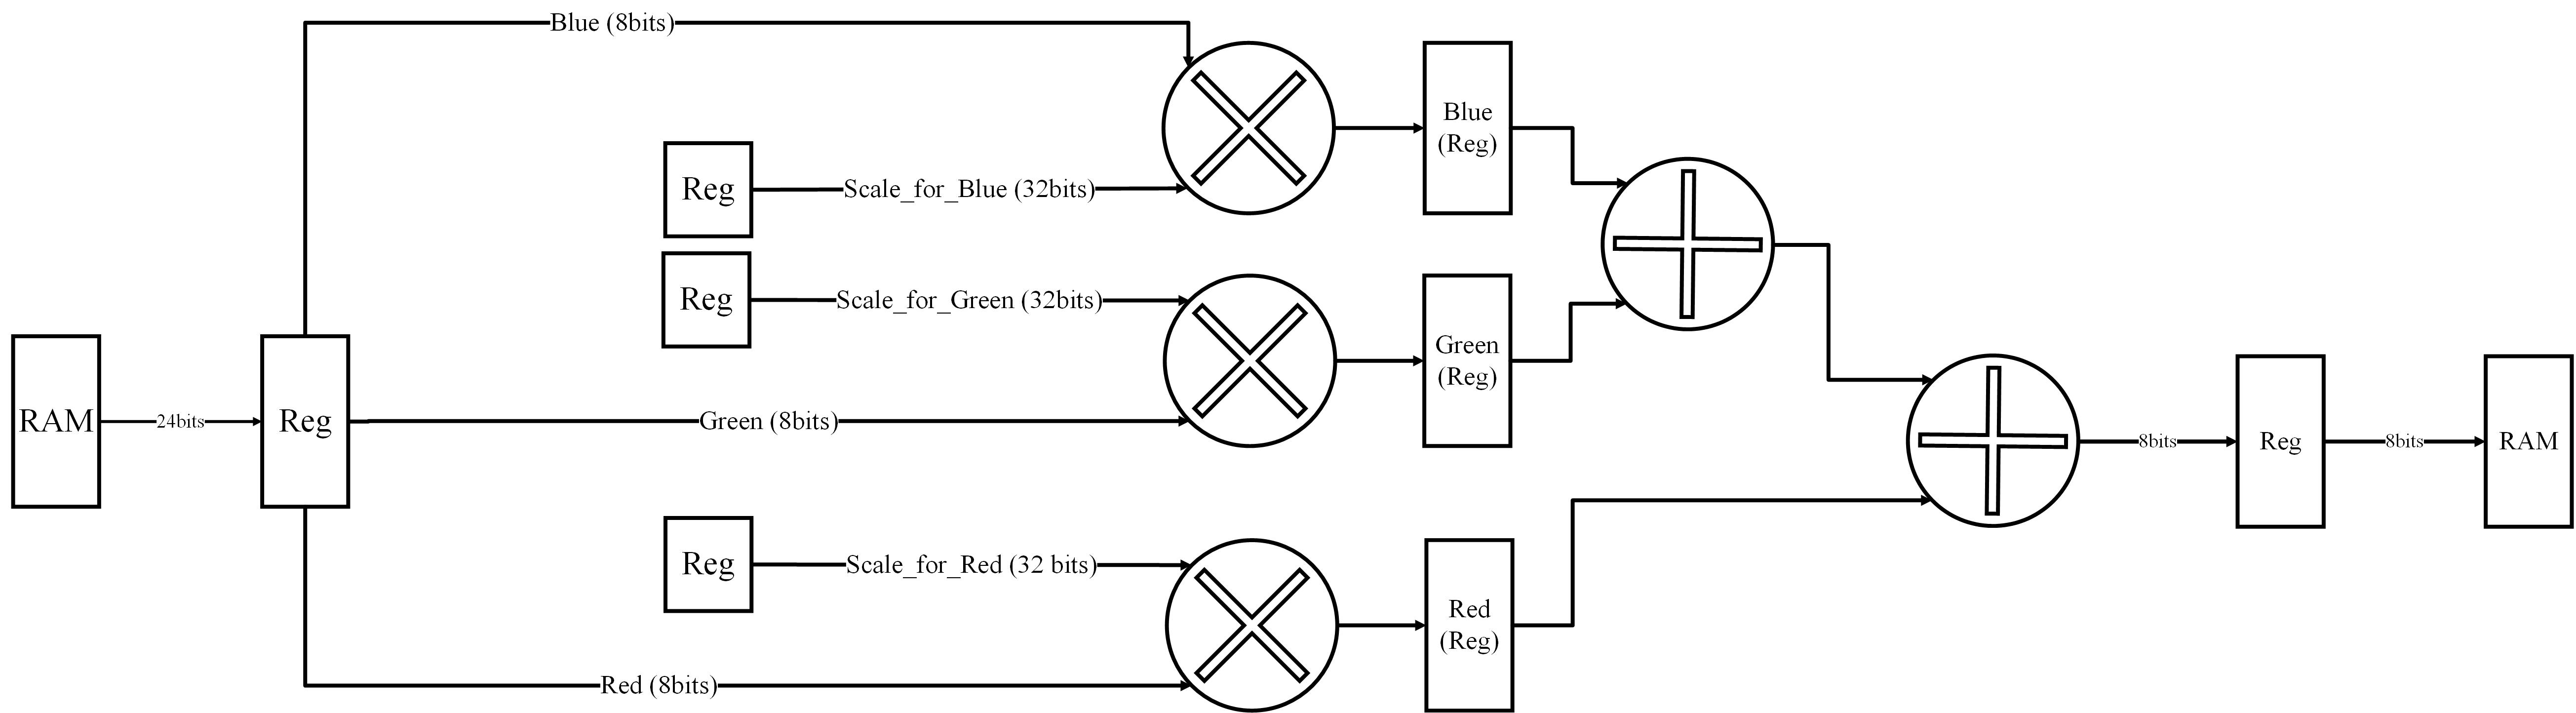 Blue (8bits)
Blue
(Reg)
Reg
Scale_for_Blue (32bits)
Reg
Scale_for_Green (32bits)
Green
(Reg)
RAM
24bits
Reg
Green (8bits)
8bits
Reg
8bits
RAM
Reg
Scale_for_Red (32 bits)
Red
(Reg)
Red (8bits)